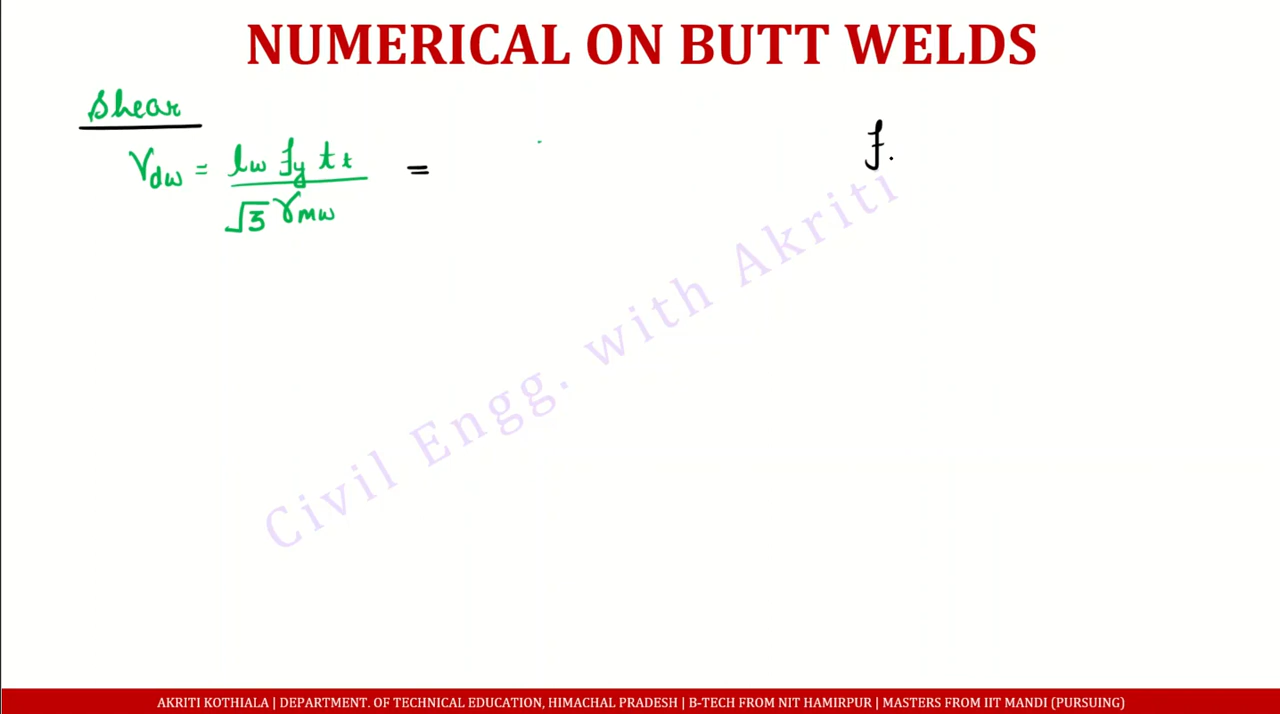 NUMERICAL ON BUTT WELDS
Shear
V_dw = l_w f_y t_t / √3 γ_mw =
f.
Civil Engg. with Akriti
AKRITI KOTHIALA | DEPARTMENT. OF TECHNICAL EDUCATION, HIMACHAL PRADESH | B-TECH FROM NIT HAMIRPUR | MASTERS FROM IIT MANDI (PURSUING)